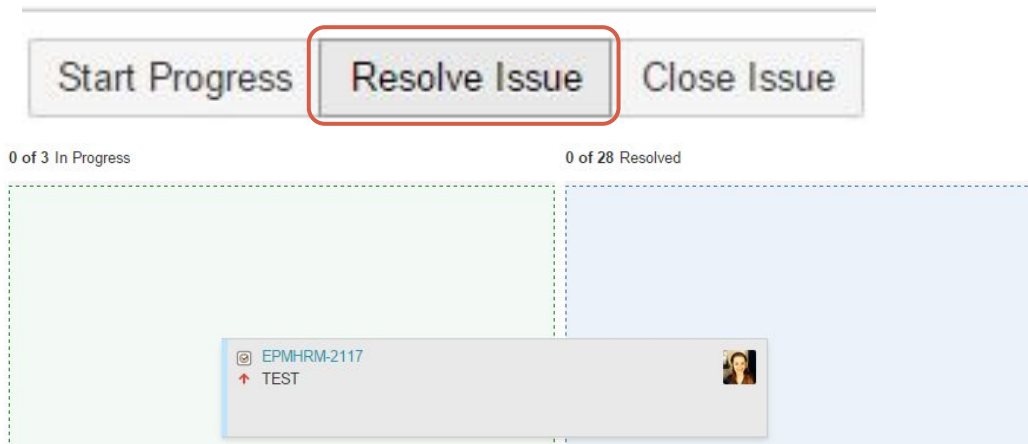 Start Progress Resolve Issue Close Issue
0 of 3 In Progress 0 of 28 Resolved
EPMHRM-2117
TEST